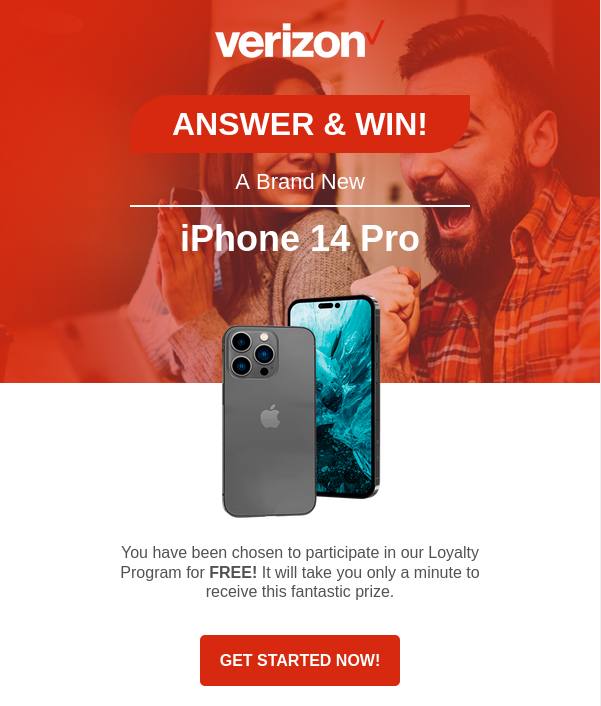 verizon✓
ANSWER & WIN!
A Brand New
iPhone 14 Pro
You have been chosen to participate in our Loyalty
Program for FREE! It will take you only a minute to
receive this fantastic prize.
GET STARTED NOW!